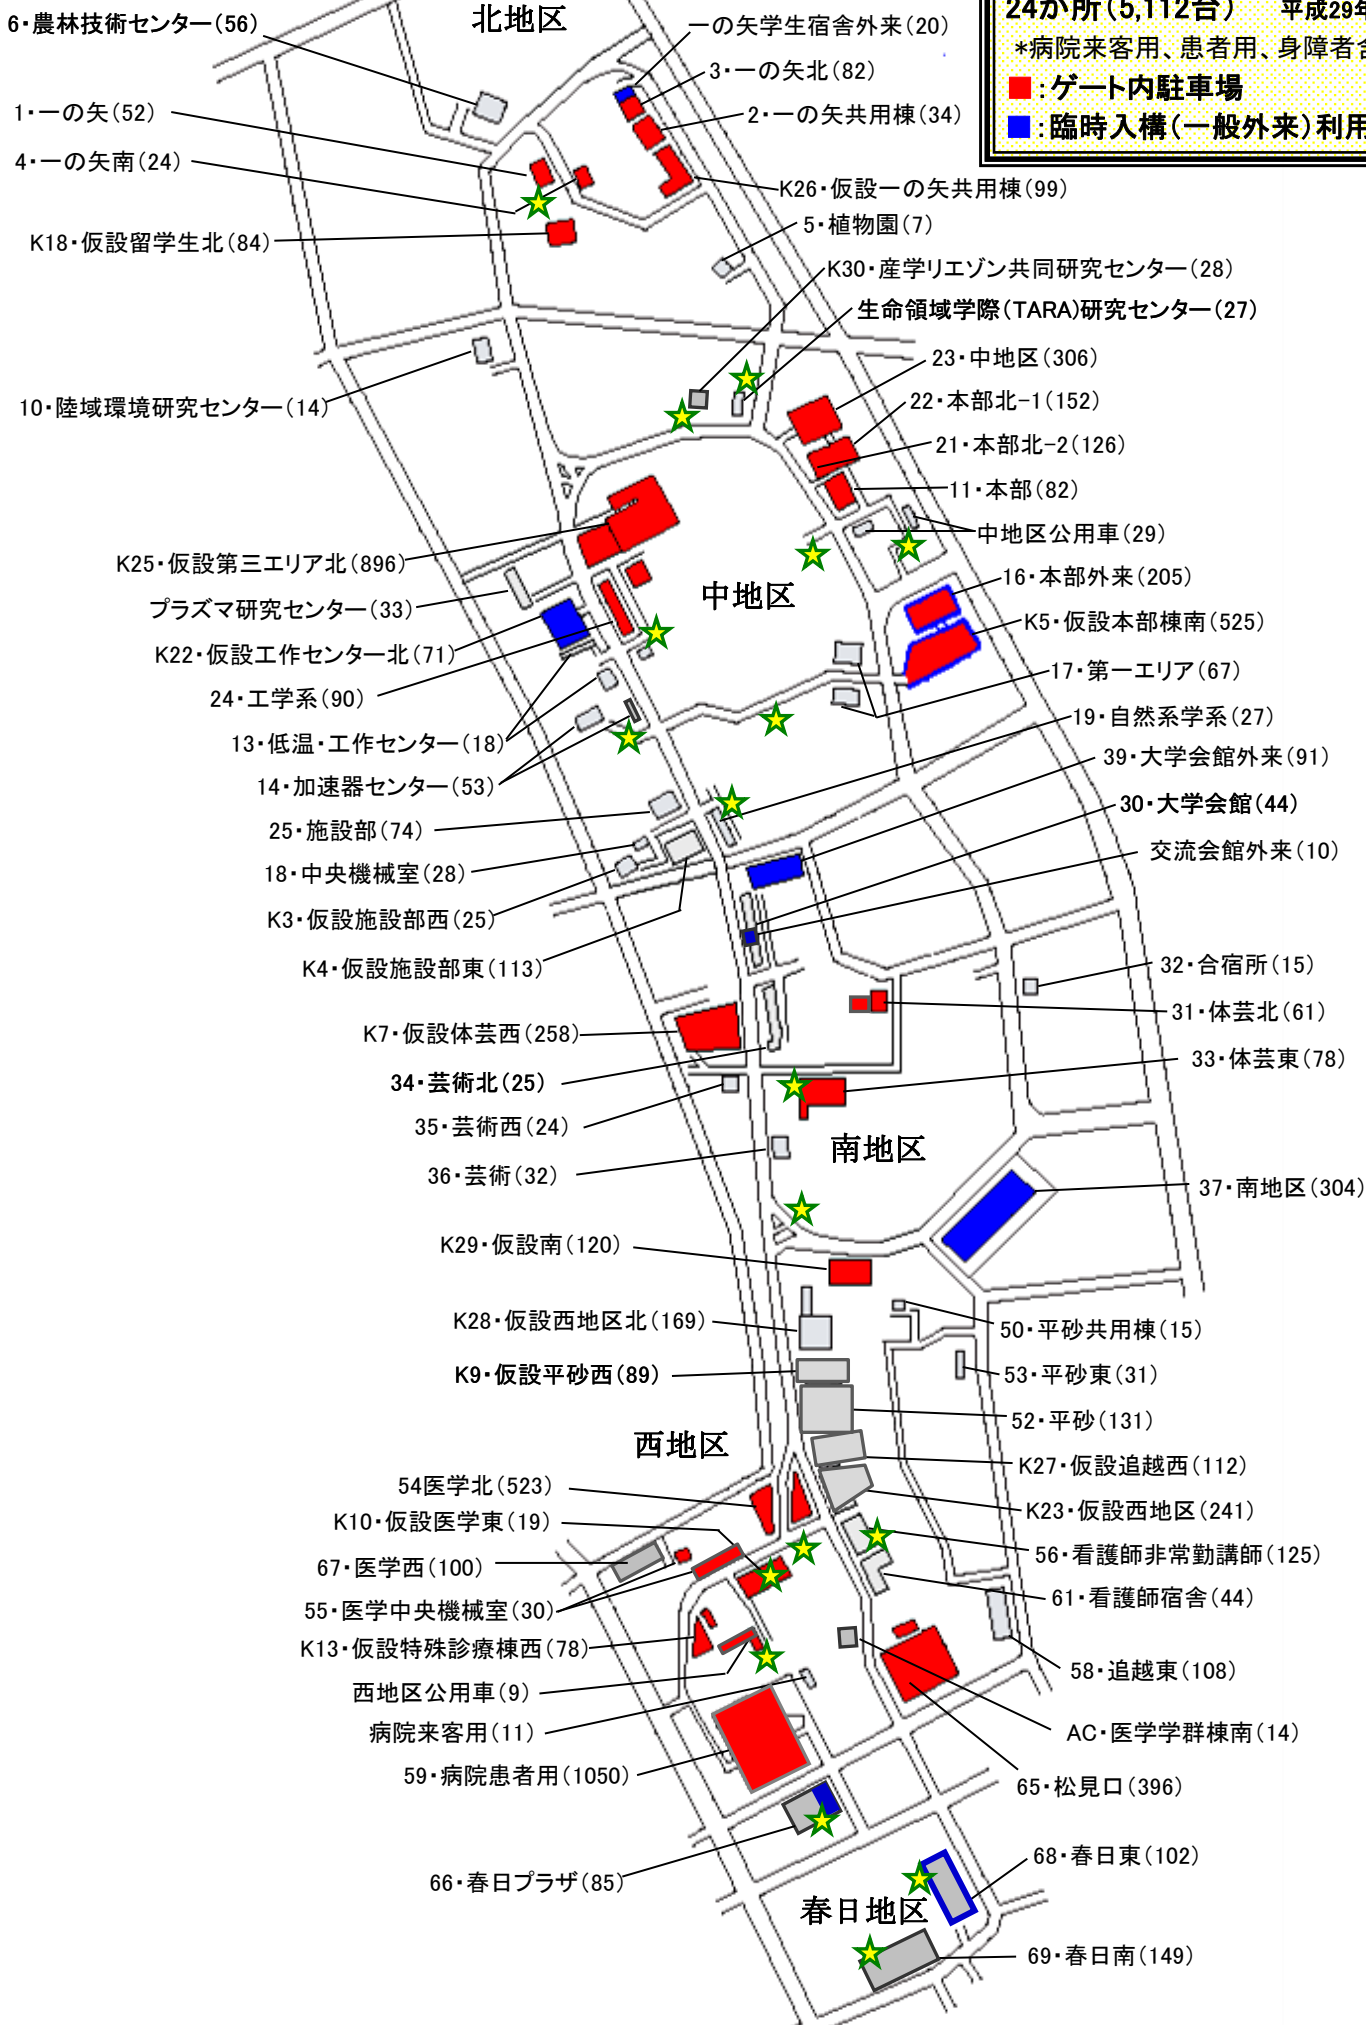 北地区
24か所(5,112台) 平成29年
*病院来客用、患者用、身障者含
■:ゲート内駐車場
■:臨時入構(一般外来)利用
6・農林技術センター(56)
一の矢学生宿舎外来(20)
3・一の矢北(82)
1・一の矢(52)
2・一の矢共用棟(34)
4・一の矢南(24)
K26・仮設一の矢共用棟(99)
5・植物園(7)
K18・仮設留学生北(84)
K30・産学リエゾン共同研究センター(28)
生命領域学際(TARA)研究センター(27)
23・中地区(306)
10・陸域環境研究センター(14)
22・本部北-1(152)
21・本部北-2(126)
11・本部(82)
中地区公用車(29)
K25・仮設第三エリア北(896)
16・本部外来(205)
中地区
プラズマ研究センター(33)
K5・仮設本部棟南(525)
K22・仮設工作センター北(71)
17・第一エリア(67)
24・工学系(90)
19・自然系学系(27)
13・低温・工作センター(18)
39・大学会館外来(91)
14・加速器センター(53)
30・大学会館(44)
25・施設部(74)
交流会館外来(10)
18・中央機械室(28)
K3・仮設施設部西(25)
K4・仮設施設部東(113)
32・合宿所(15)
31・体芸北(61)
K7・仮設体芸西(258)
33・体芸東(78)
34・芸術北(25)
35・芸術西(24)
南地区
36・芸術(32)
37・南地区(304)
K29・仮設南(120)
K28・仮設西地区北(169)
50・平砂共用棟(15)
K9・仮設平砂西(89)
53・平砂東(31)
52・平砂(131)
西地区
K27・仮設追越西(112)
54医学北(523)
K23・仮設西地区(241)
K10・仮設医学東(19)
56・看護師非常勤講師(125)
67・医学西(100)
61・看護師宿舎(44)
55・医学中央機械室(30)
K13・仮設特殊診療棟西(78)
58・追越東(108)
西地区公用車(9)
病院来客用(11)
AC・医学学群棟南(14)
59・病院患者用(1050)
65・松見口(396)
68・春日東(102)
66・春日プラザ(85)
春日地区
69・春日南(149)